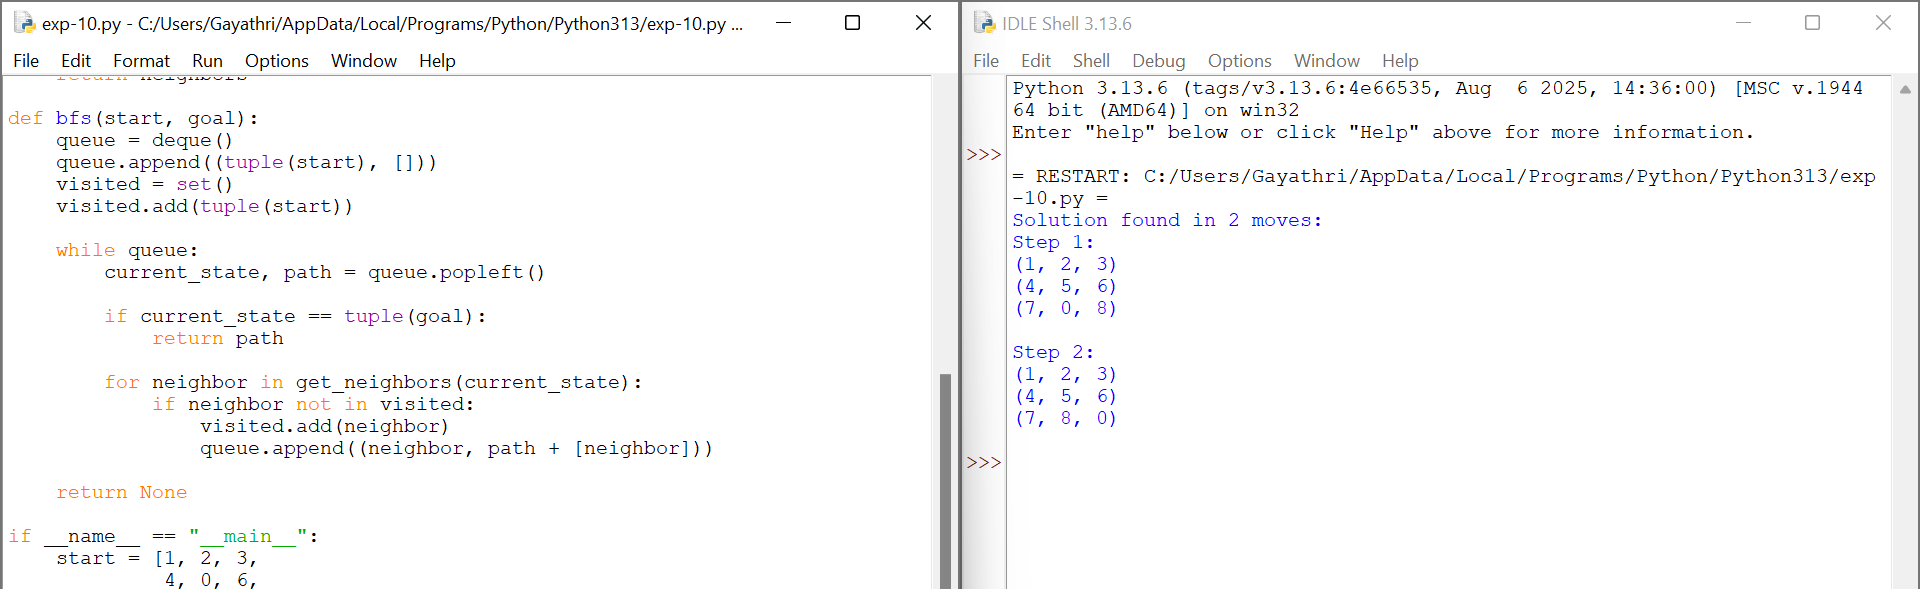 exp-10.py - C:/Users/Gayathri/AppData/Local/Programs/Python/Python313/exp-10.py ...
File Edit Format Run Options Window Help
return neighbors
def bfs(start, goal):
    queue = deque()
    queue.append((tuple(start), []))
    visited = set()
    visited.add(tuple(start))
    while queue:
        current_state, path = queue.popleft()
        if current_state == tuple(goal):
            return path
        for neighbor in get_neighbors(current_state):
            if neighbor not in visited:
                visited.add(neighbor)
                queue.append((neighbor, path + [neighbor]))
    return None
if __name__ == "__main__":
    start = [1, 2, 3,
             4, 0, 6,
IDLE Shell 3.13.6
File Edit Shell Debug Options Window Help
Python 3.13.6 (tags/v3.13.6:4e66535, Aug  6 2025, 14:36:00) [MSC v.1944
64 bit (AMD64)] on win32
Enter "help" below or click "Help" above for more information.
>>>
= RESTART: C:/Users/Gayathri/AppData/Local/Programs/Python/Python313/exp
-10.py =
Solution found in 2 moves:
Step 1:
(1, 2, 3)
(4, 5, 6)
(7, 0, 8)
Step 2:
(1, 2, 3)
(4, 5, 6)
(7, 8, 0)
>>>